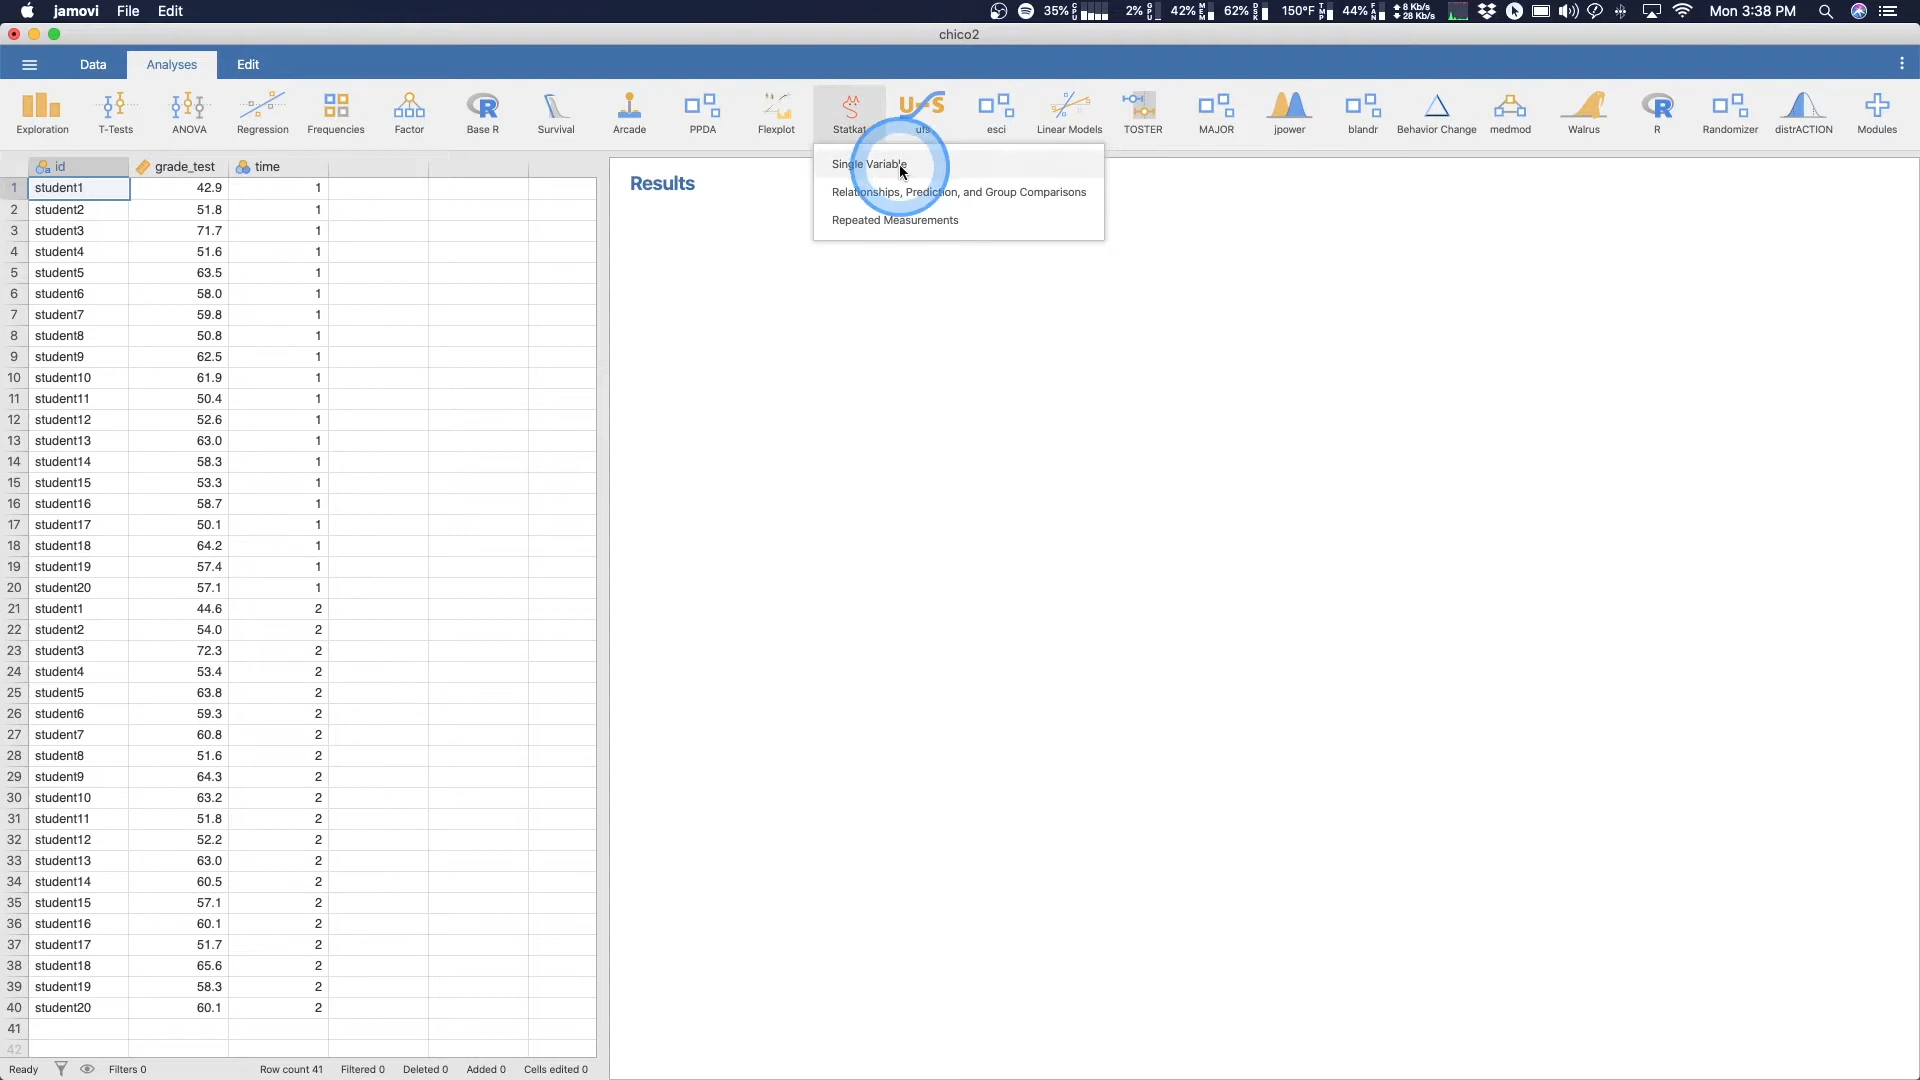 jamovi File Edit 35% 2% 42% 62% 150°F 44% 8 Kb/s 28 Kb/s Mon 3:38 PM
chico2
Data Analyses Edit
Exploration T-Tests ANOVA Regression Frequencies Factor Base R Survival Arcade PPDA Flexplot Statkat ufs esci Linear Models TOSTER MAJOR jpower blandr Behavior Change medmod Walrus R Randomizer distrACTION Modules
Single Variable
Relationships, Prediction, and Group Comparisons
Repeated Measurements
Results
id grade_test time
1 student1 42.9 1
2 student2 51.8 1
3 student3 71.7 1
4 student4 51.6 1
5 student5 63.5 1
6 student6 58.0 1
7 student7 59.8 1
8 student8 50.8 1
9 student9 62.5 1
10 student10 61.9 1
11 student11 50.4 1
12 student12 52.6 1
13 student13 63.0 1
14 student14 58.3 1
15 student15 53.3 1
16 student16 58.7 1
17 student17 50.1 1
18 student18 64.2 1
19 student19 57.4 1
20 student20 57.1 1
21 student1 44.6 2
22 student2 54.0 2
23 student3 72.3 2
24 student4 53.4 2
25 student5 63.8 2
26 student6 59.3 2
27 student7 60.8 2
28 student8 51.6 2
29 student9 64.3 2
30 student10 63.2 2
31 student11 51.8 2
32 student12 52.2 2
33 student13 63.0 2
34 student14 60.5 2
35 student15 57.1 2
36 student16 60.1 2
37 student17 51.7 2
38 student18 65.6 2
39 student19 58.3 2
40 student20 60.1 2
41
42
Ready Filters 0 Row count 41 Filtered 0 Deleted 0 Added 0 Cells edited 0